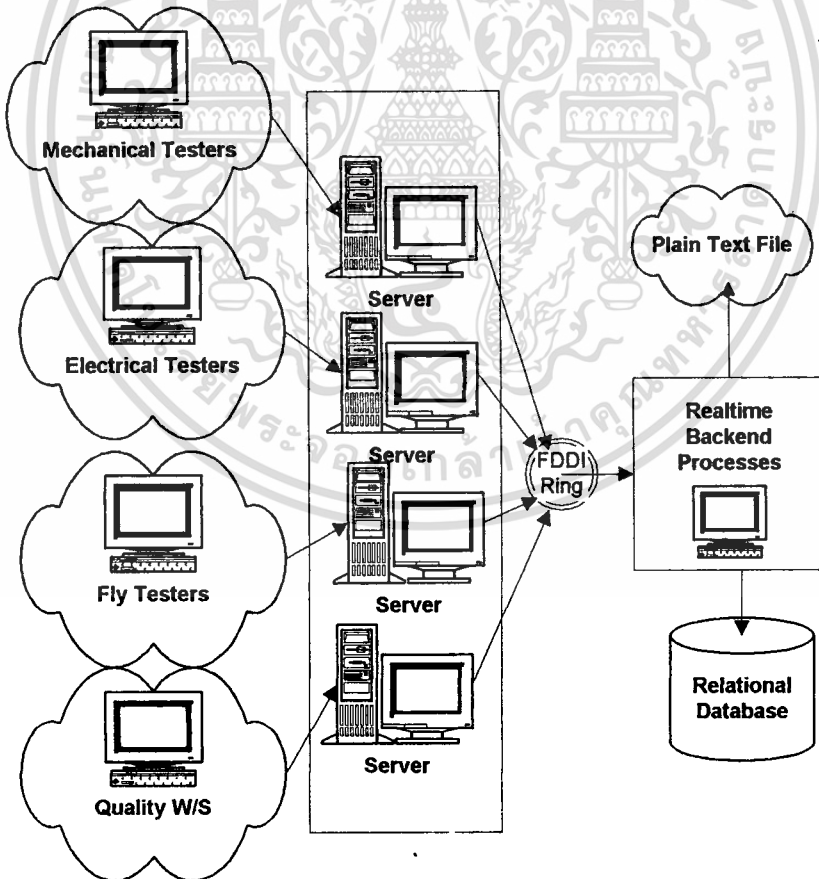 Mechanical Testers
Electrical Testers
Fly Testers
Quality W/S
Server
Server
Server
Server
FDDI
Ring
Plain Text File
Realtime
Backend
Processes
Relational
Database